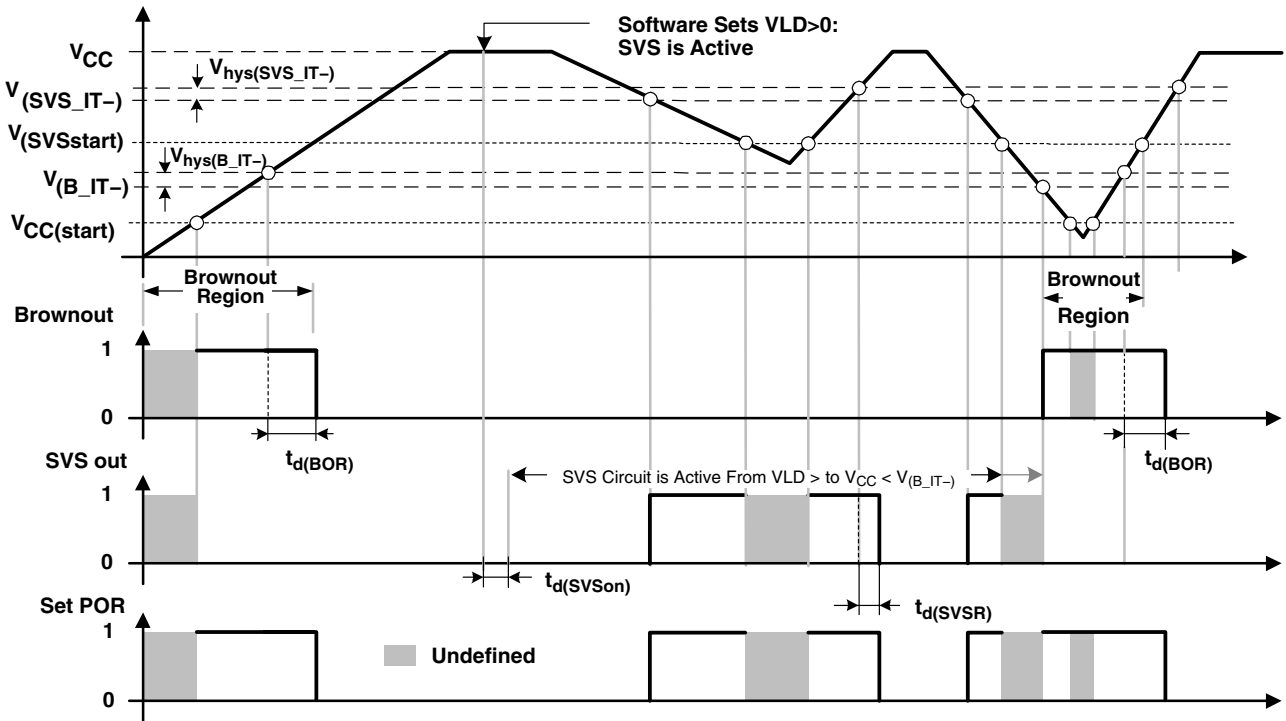 Software Sets VLD>0:
SVS is Active
VCC
Vhys(SVS_IT−)
V(SVS_IT−)
V(SVSstart)
Vhys(B_IT−)
V(B_IT−)
VCC(start)
Brownout
Region
Brownout
Region
Brownout
1
0
td(BOR)
td(BOR)
SVS out
SVS Circuit is Active From VLD > to VCC < V(B_IT−)
1
0
td(SVSon)
td(SVSR)
Set POR
1
Undefined
0